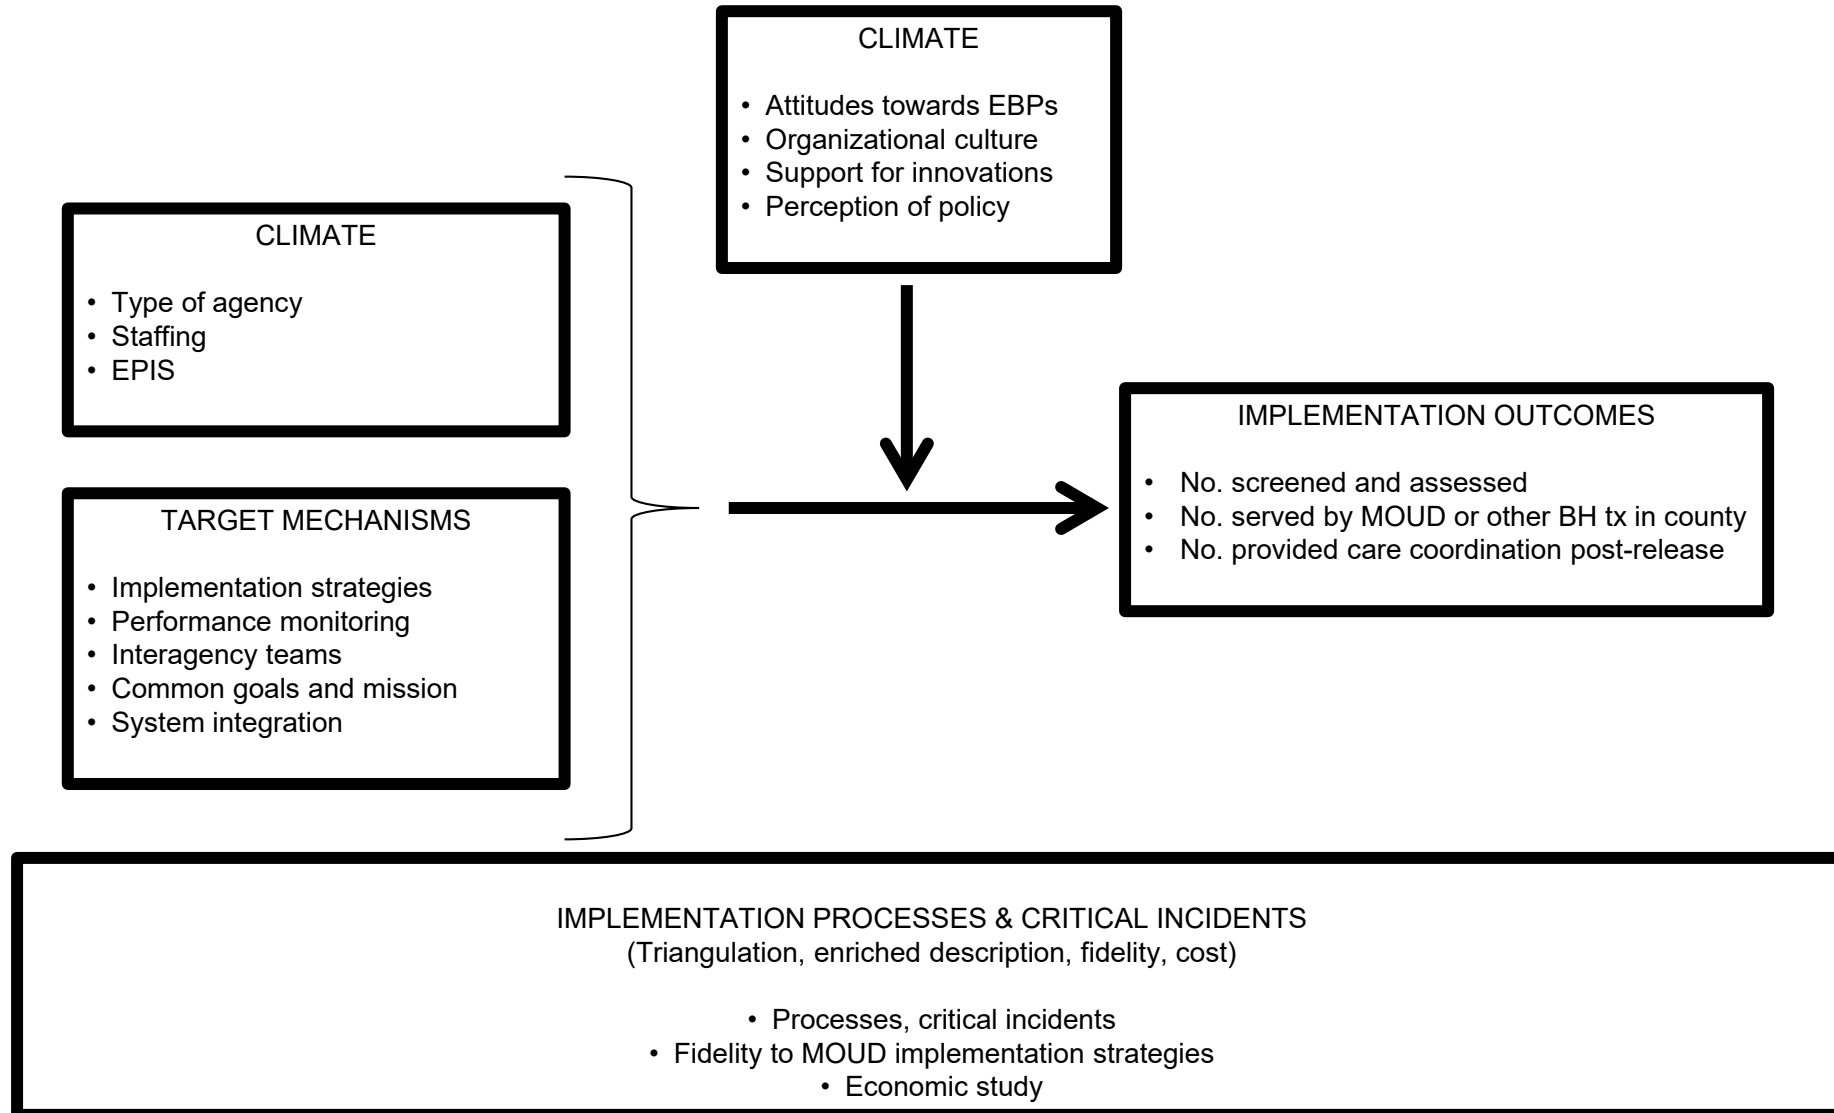 CLIMATE
• Attitudes towards EBPs
• Organizational culture
• Support for innovations
• Perception of policy
CLIMATE
• Type of agency
• Staffing
• EPIS
TARGET MECHANISMS
• Implementation strategies
• Performance monitoring
• Interagency teams
• Common goals and mission
• System integration
IMPLEMENTATION OUTCOMES
• No. screened and assessed
• No. served by MOUD or other BH tx in county
• No. provided care coordination post-release
IMPLEMENTATION PROCESSES & CRITICAL INCIDENTS
(Triangulation, enriched description, fidelity, cost)
• Processes, critical incidents
• Fidelity to MOUD implementation strategies
• Economic study